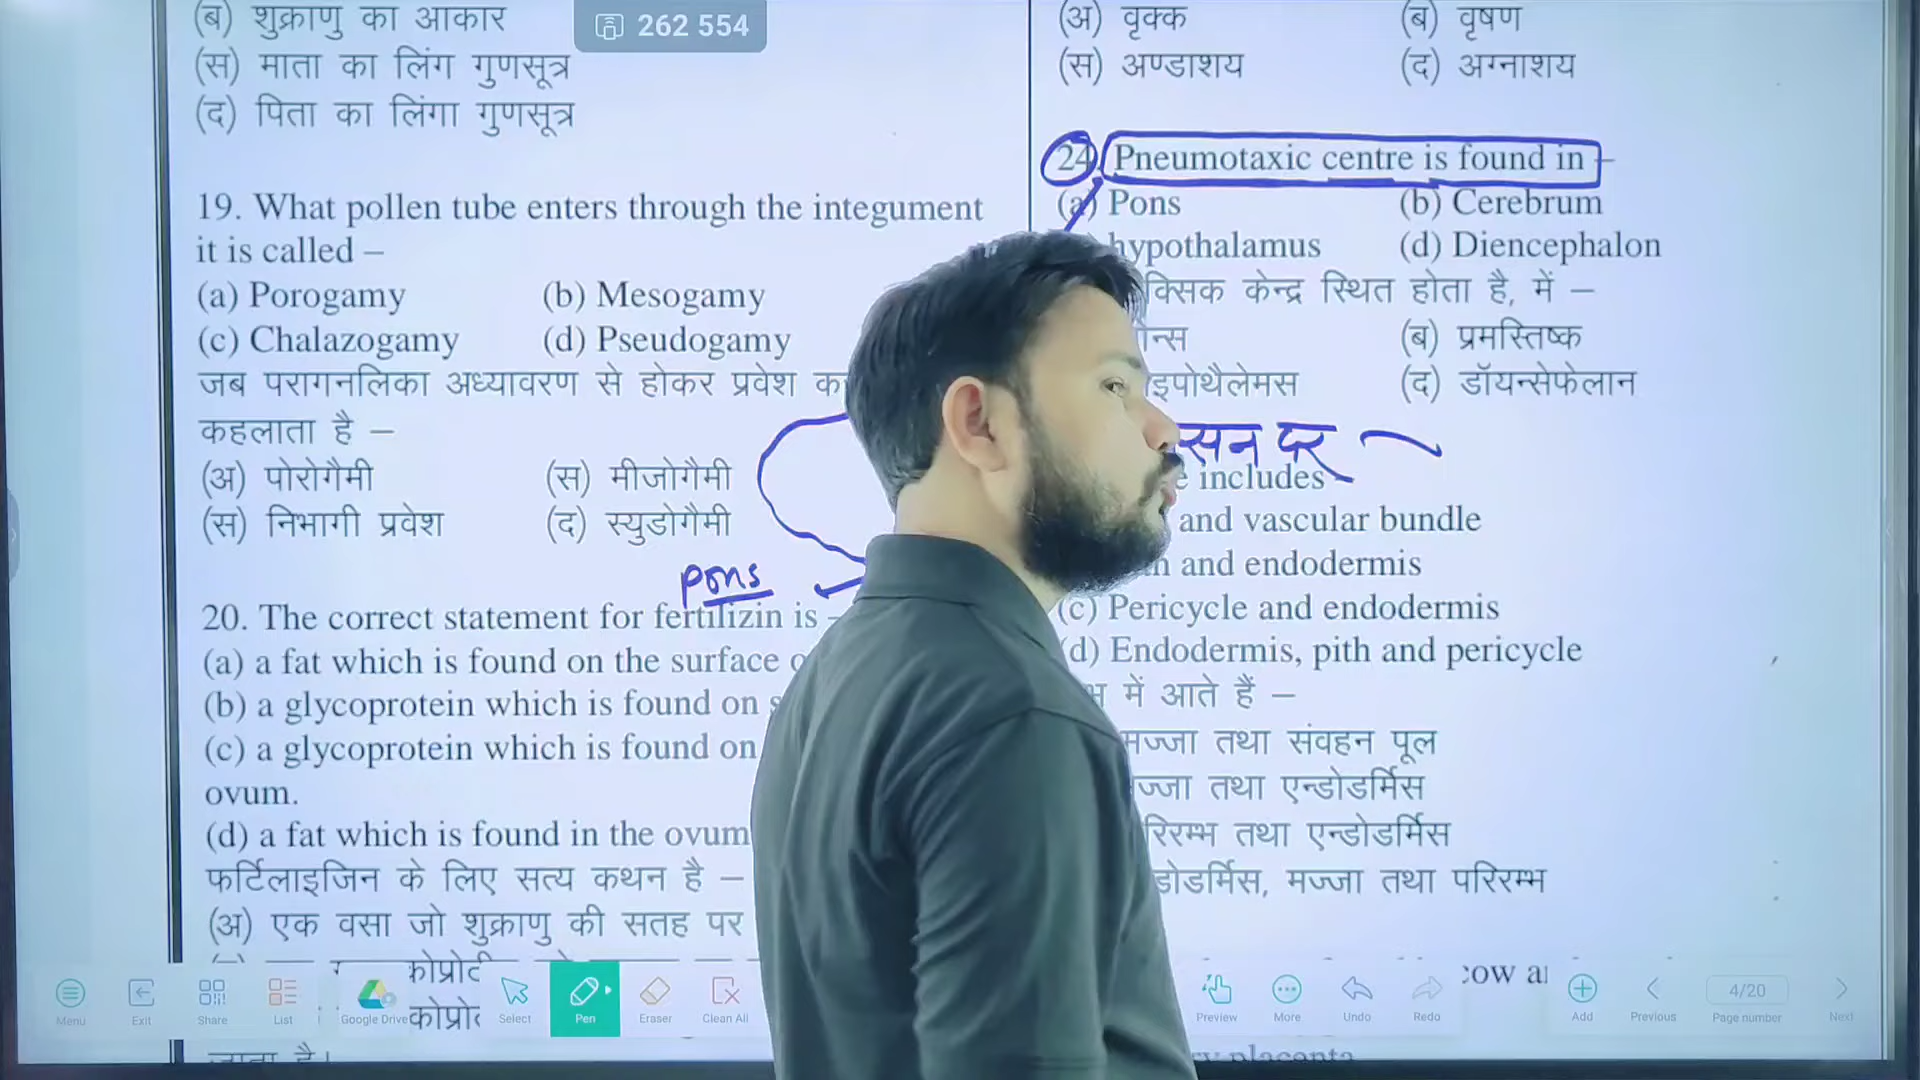 (ब) शुक्राणु का आकार
(स) माता का लिंग गुणसूत्र
(द) पिता का लिंगा गुणसूत्र
262 554
19. What pollen tube enters through the integument
it is called –
(a) Porogamy (b) Mesogamy
(c) Chalazogamy (d) Pseudogamy
जब परागनलिका अध्यावरण से होकर प्रवेश
कहलाता है –
(अ) पोरोगैमी (स) मीजोगैमी
(स) निभागी प्रवेश (द) स्युडोगैमी
pons
20. The correct statement for fertilizin is –
(a) a fat which is found on the surface
(b) a glycoprotein which is found on
(c) a glycoprotein which is found on
ovum.
(d) a fat which is found in the ovum
फर्टिलाइजिन के लिए सत्य कथन है –
(अ) एक वसा जो शुक्राणु की सतह पर
(अ) वृक्क (ब) वृषण
(स) अण्डाशय (द) अग्नाशय
24. Pneumotaxic centre is found in –
(a) Pons (b) Cerebrum
hypothalamus (d) Diencephalon
केन्द्र स्थित होता है, में –
(ब) प्रमस्तिष्क
(द) डॉयन्सेफेलान
दर
includes
and vascular bundle
and endodermis
(c) Pericycle and endodermis
(d) Endodermis, pith and pericycle
में आते हैं –
मज्जा तथा संवहन पूल
तथा एन्डोडर्मिस
तथा एन्डोडर्मिस
मज्जा तथा परिरम्भ
placenta
Menu Exit Share List Google Drive Select Pen Eraser Clean All Preview More Undo Redo Add Previous 4/20 Page number Next